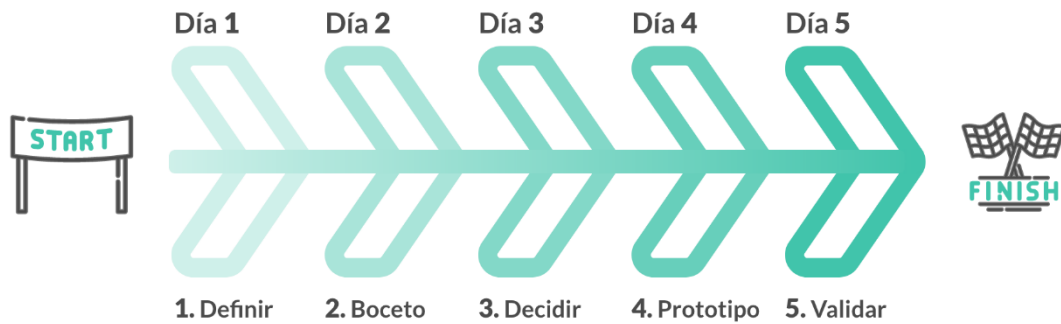 Día 1
Día 2
Día 3
Día 4
Día 5
START
FINISH
1. Definir
2. Boceto
3. Decidir
4. Prototipo
5. Validar